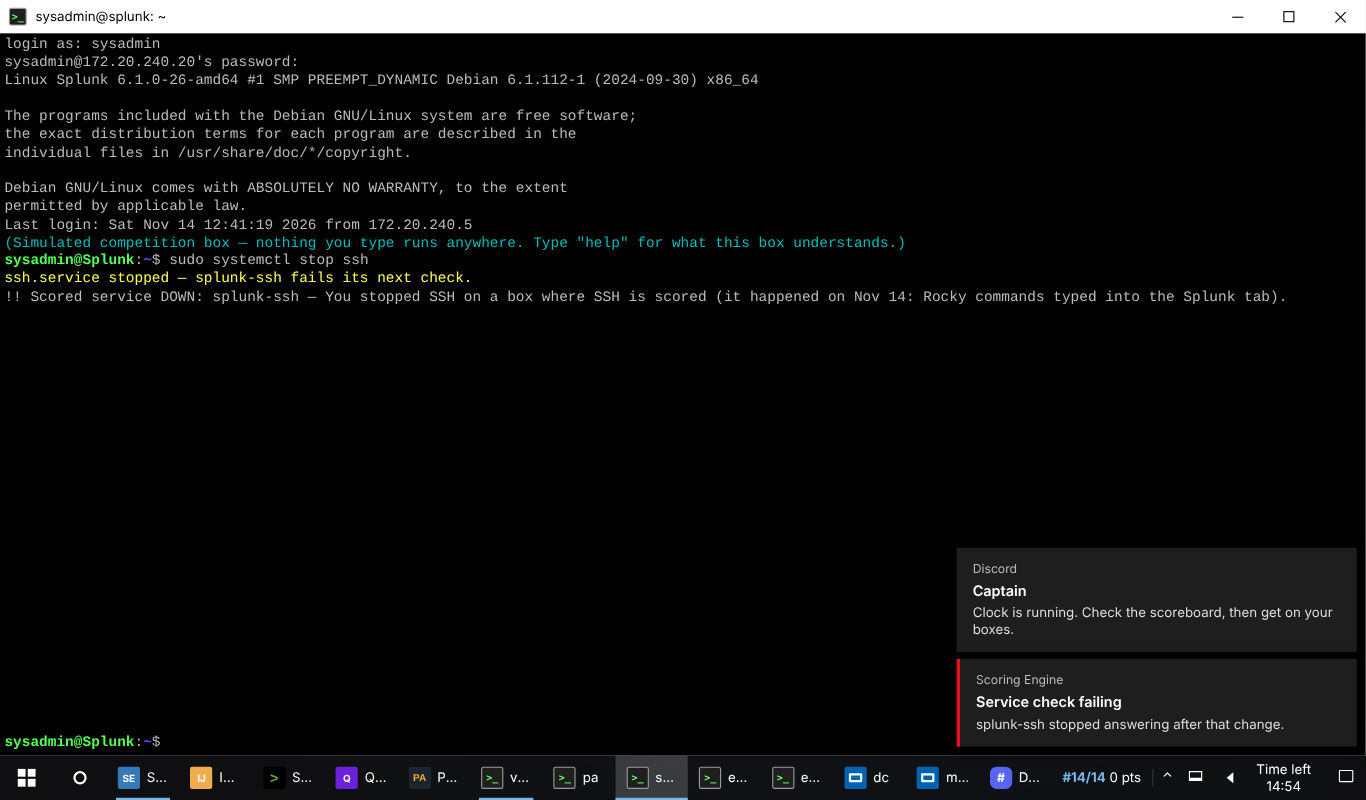 sysadmin@splunk: ~
login as: sysadmin
sysadmin@172.20.240.20's password:
Linux Splunk 6.1.0-26-amd64 #1 SMP PREEMPT_DYNAMIC Debian 6.1.112-1 (2024-09-30) x86_64
The programs included with the Debian GNU/Linux system are free software;
the exact distribution terms for each program are described in the
individual files in /usr/share/doc/*/copyright.
Debian GNU/Linux comes with ABSOLUTELY NO WARRANTY, to the extent
permitted by applicable law.
Last login: Sat Nov 14 12:41:19 2026 from 172.20.240.5
(Simulated competition box — nothing you type runs anywhere. Type "help" for what this box understands.)
sysadmin@Splunk:~$ sudo systemctl stop ssh
ssh.service stopped — splunk-ssh fails its next check.
!! Scored service DOWN: splunk-ssh — You stopped SSH on a box where SSH is scored (it happened on Nov 14: Rocky commands typed into the Splunk tab).
Discord
Captain
Clock is running. Check the scoreboard, then get on your
boxes.
Scoring Engine
Service check failing
splunk-ssh stopped answering after that change.
sysadmin@Splunk:~$
SE S... IJ I... > S... Q Q... PA P... >_ v... >_ pa >_ s... >_ e... >_ e... dc m... # D... #14/14 0 pts
Time left
14:54